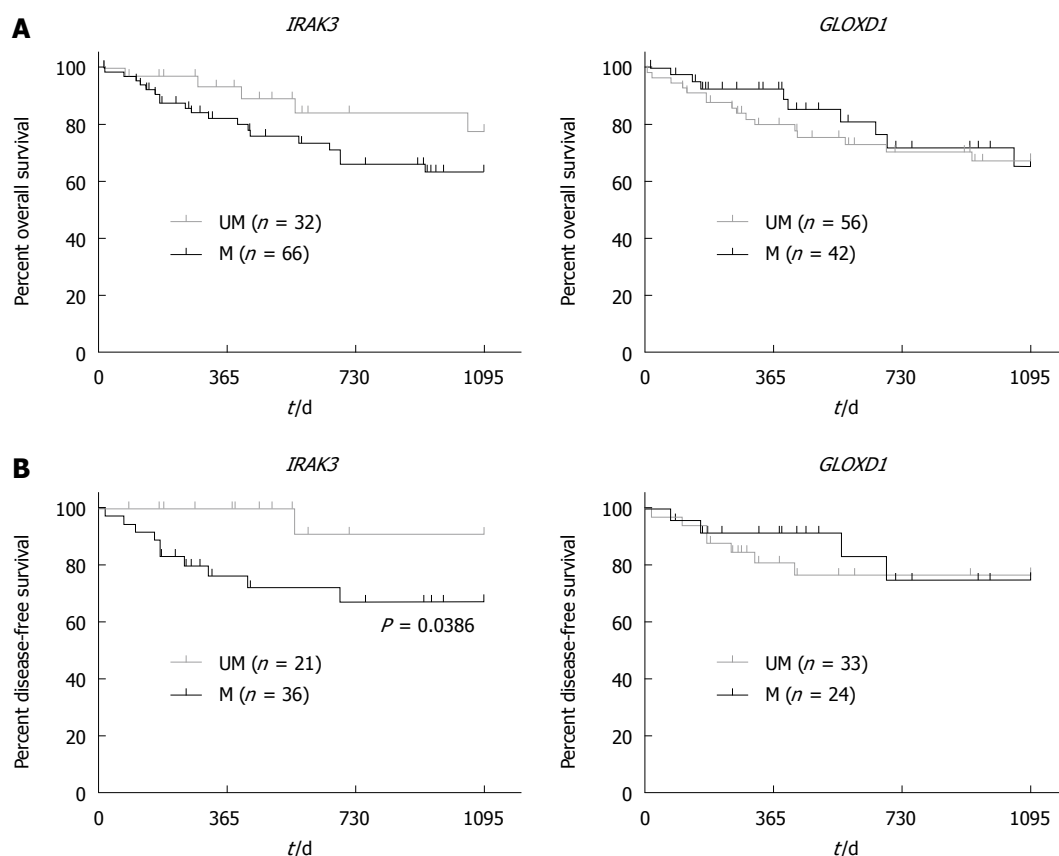 A
IRAK3
Percent overall survival
100
80
60
40
20
0
UM (n = 32)
M (n = 66)
0 365 730 1095
t/d
GLOXD1
Percent overall survival
100
80
60
40
20
0
UM (n = 56)
M (n = 42)
0 365 730 1095
t/d
B
IRAK3
Percent disease-free survival
100
80
60
40
20
0
P = 0.0386
UM (n = 21)
M (n = 36)
0 365 730 1095
t/d
GLOXD1
Percent disease-free survival
100
80
60
40
20
0
UM (n = 33)
M (n = 24)
0 365 730 1095
t/d